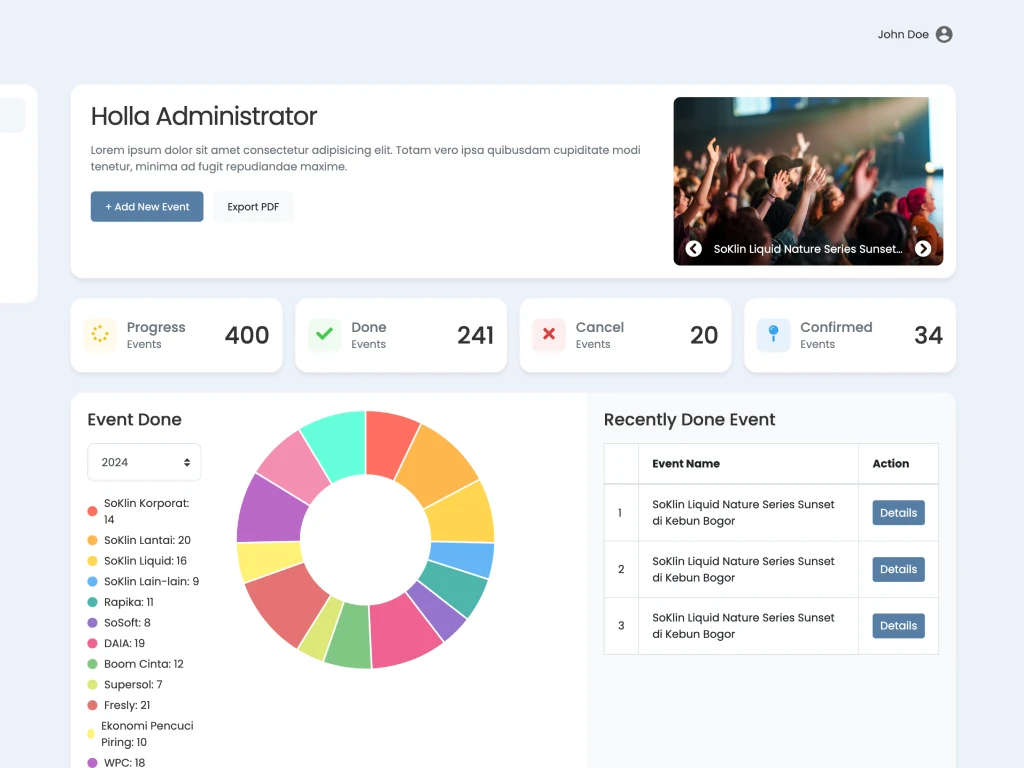 John Doe
Holla Administrator
Lorem ipsum dolor sit amet consectetur adipisicing elit. Totam vero ipsa quibusdam cupiditate modi
tenetur, minima ad fugit repudiandae maxime.
+ Add New Event
Export PDF
SoKlin Liquid Nature Series Sunset...
Progress
Events
400
Done
Events
241
Cancel
Events
20
Confirmed
Events
34
Event Done
2024
SoKlin Korporat:
14
SoKlin Lantai: 20
SoKlin Liquid: 16
SoKlin Lain-lain: 9
Rapika: 11
SoSoft: 8
DAIA: 19
Boom Cinta: 12
Supersol: 7
Fresly: 21
Ekonomi Pencuci
Piring: 10
WPC: 18
Recently Done Event
Event Name
Action
1
SoKlin Liquid Nature Series Sunset
di Kebun Bogor
Details
2
SoKlin Liquid Nature Series Sunset
di Kebun Bogor
Details
3
SoKlin Liquid Nature Series Sunset
di Kebun Bogor
Details